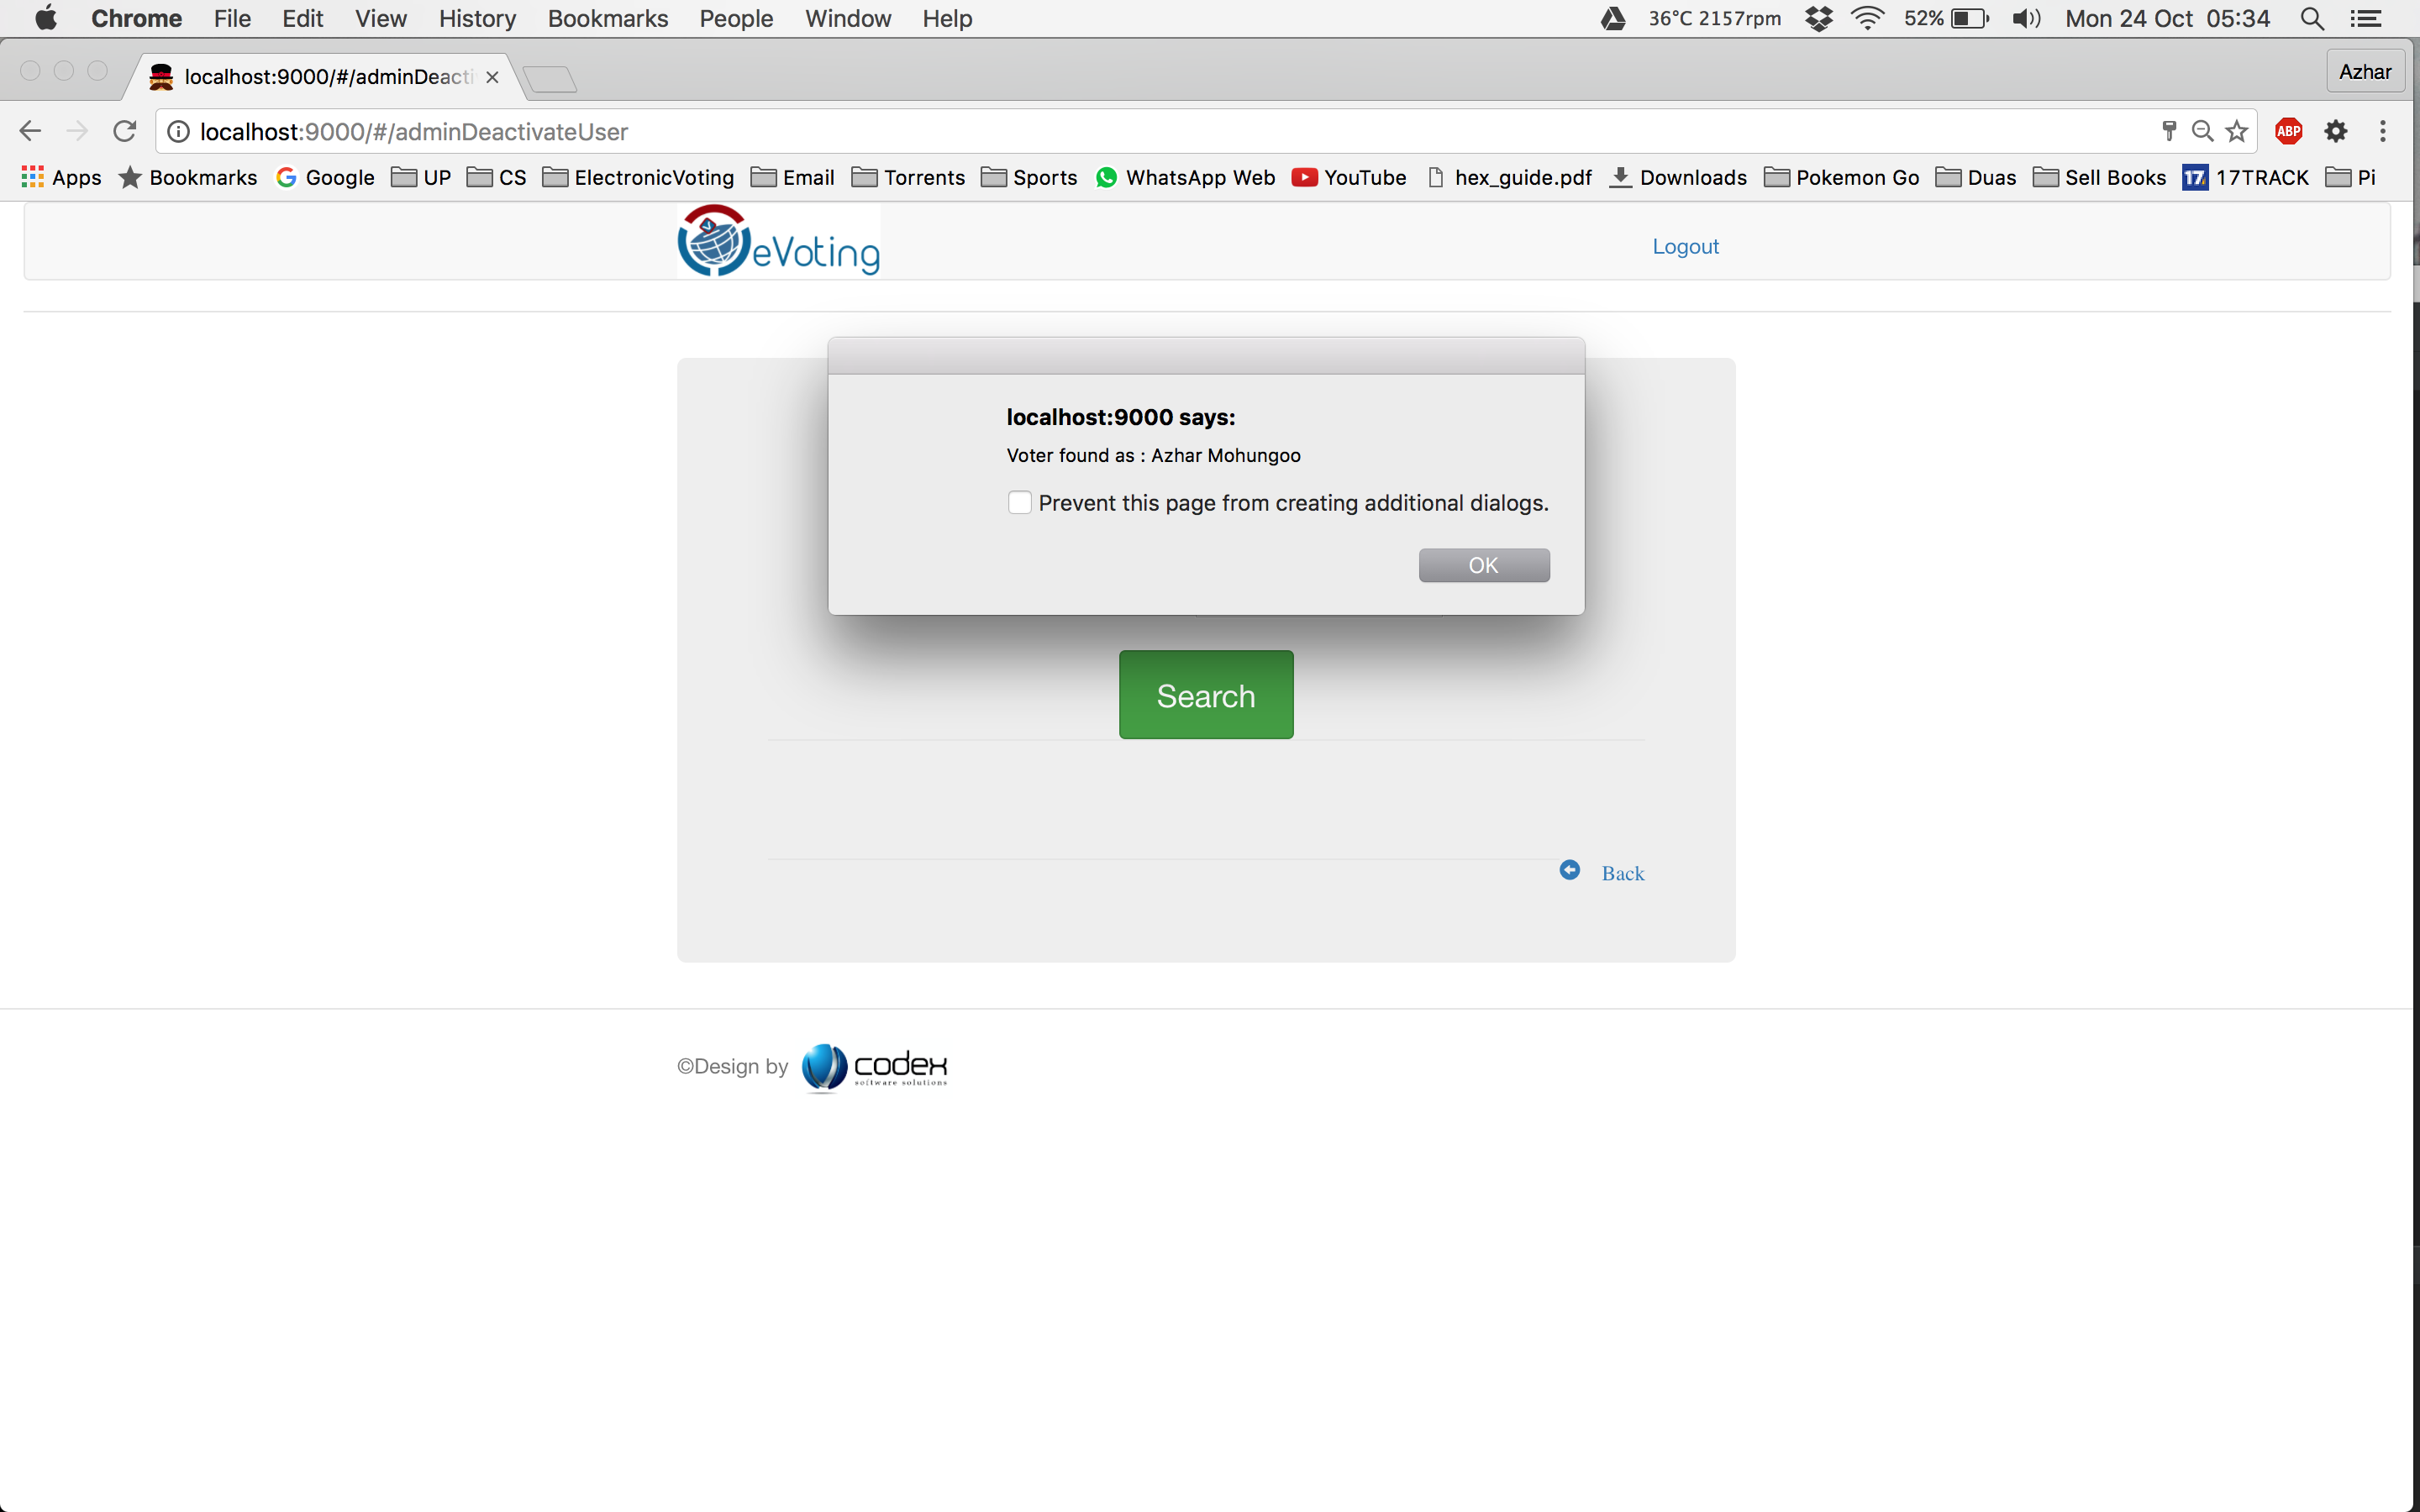 Chrome File Edit View History Bookmarks People Window Help 36°C 2157rpm 52% Mon 24 Oct 05:34
localhost:9000/#/adminDeacti
Azhar
localhost:9000/#/adminDeactivateUser
ABP
Apps Bookmarks Google UP CS ElectronicVoting Email Torrents Sports WhatsApp Web YouTube hex_guide.pdf Downloads Pokemon Go Duas Sell Books 17 17TRACK Pi
eVoting
Logout
localhost:9000 says:
Voter found as : Azhar Mohungoo
Prevent this page from creating additional dialogs.
OK
Search
Back
©Design by codex
software solutions